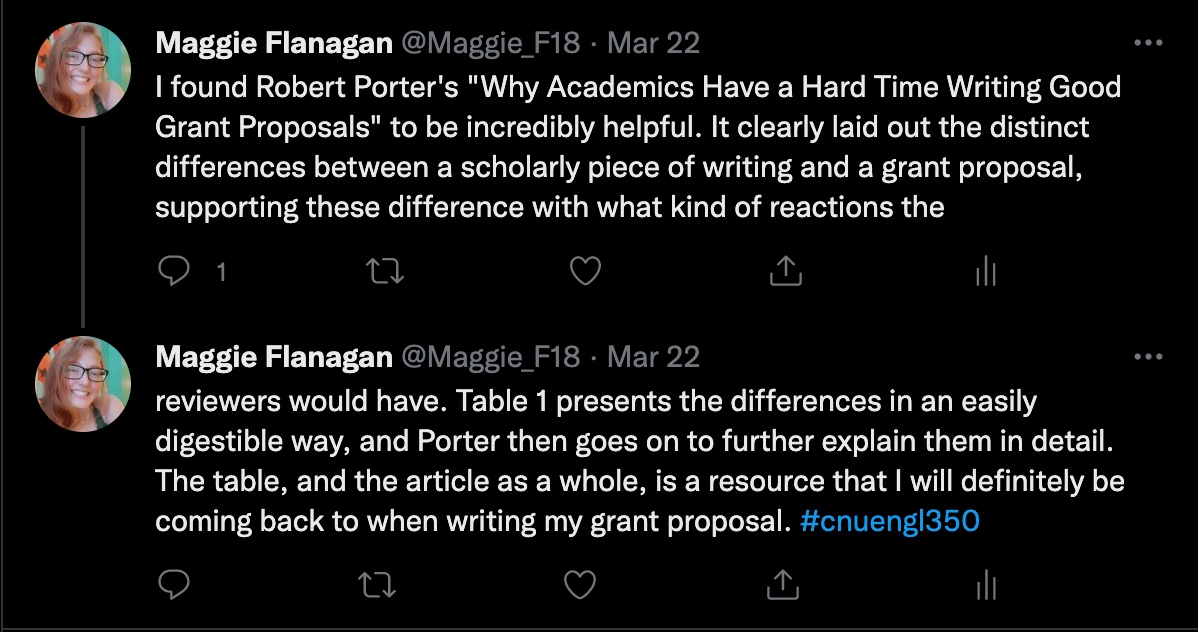 Maggie Flanagan @Maggie_F18 · Mar 22
I found Robert Porter's "Why Academics Have a Hard Time Writing Good
Grant Proposals" to be incredibly helpful. It clearly laid out the distinct
differences between a scholarly piece of writing and a grant proposal,
supporting these difference with what kind of reactions the
1
Maggie Flanagan @Maggie_F18 · Mar 22
reviewers would have. Table 1 presents the differences in an easily
digestible way, and Porter then goes on to further explain them in detail.
The table, and the article as a whole, is a resource that I will definitely be
coming back to when writing my grant proposal. #cnuengl350